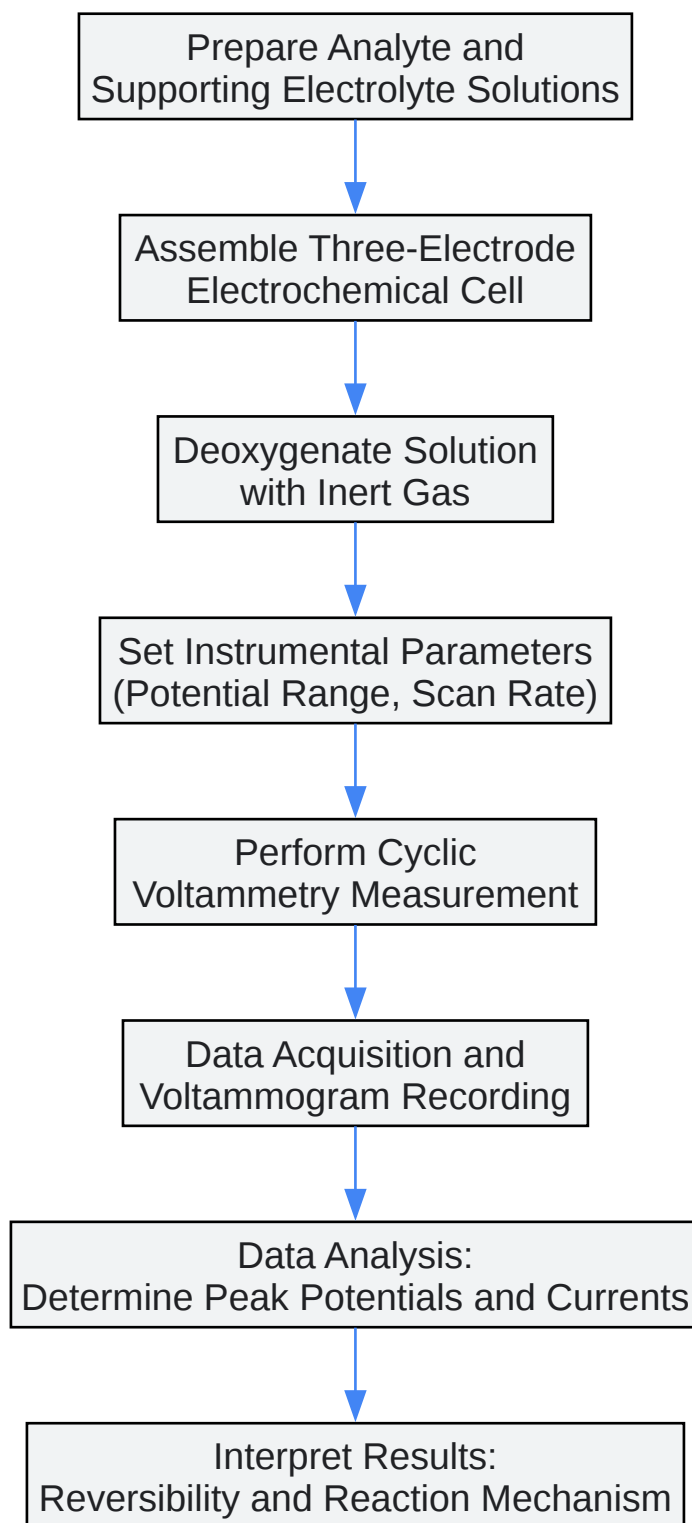 Prepare Analyte and
Supporting Electrolyte Solutions
Assemble Three-Electrode
Electrochemical Cell
Deoxygenate Solution
with Inert Gas
Set Instrumental Parameters
(Potential Range, Scan Rate)
Perform Cyclic
Voltammetry Measurement
Data Acquisition and
Voltammogram Recording
Data Analysis:
Determine Peak Potentials and Currents
Interpret Results:
Reversibility and Reaction Mechanism